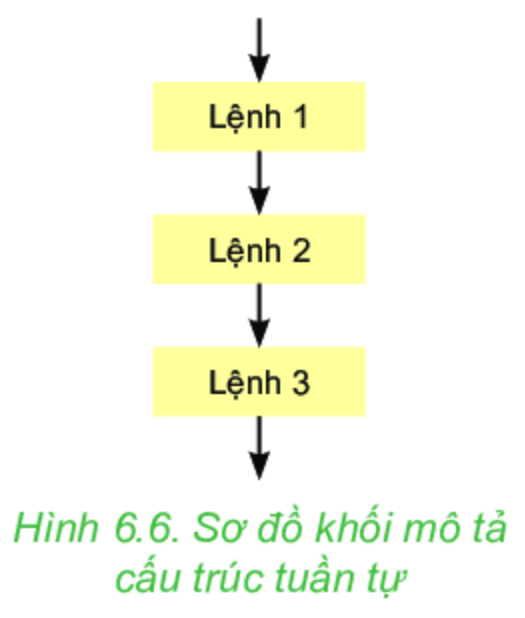 Lệnh 1
Lệnh 2
Lệnh 3
Hình 6.6. Sơ đồ khối mô tả
cấu trúc tuần tự